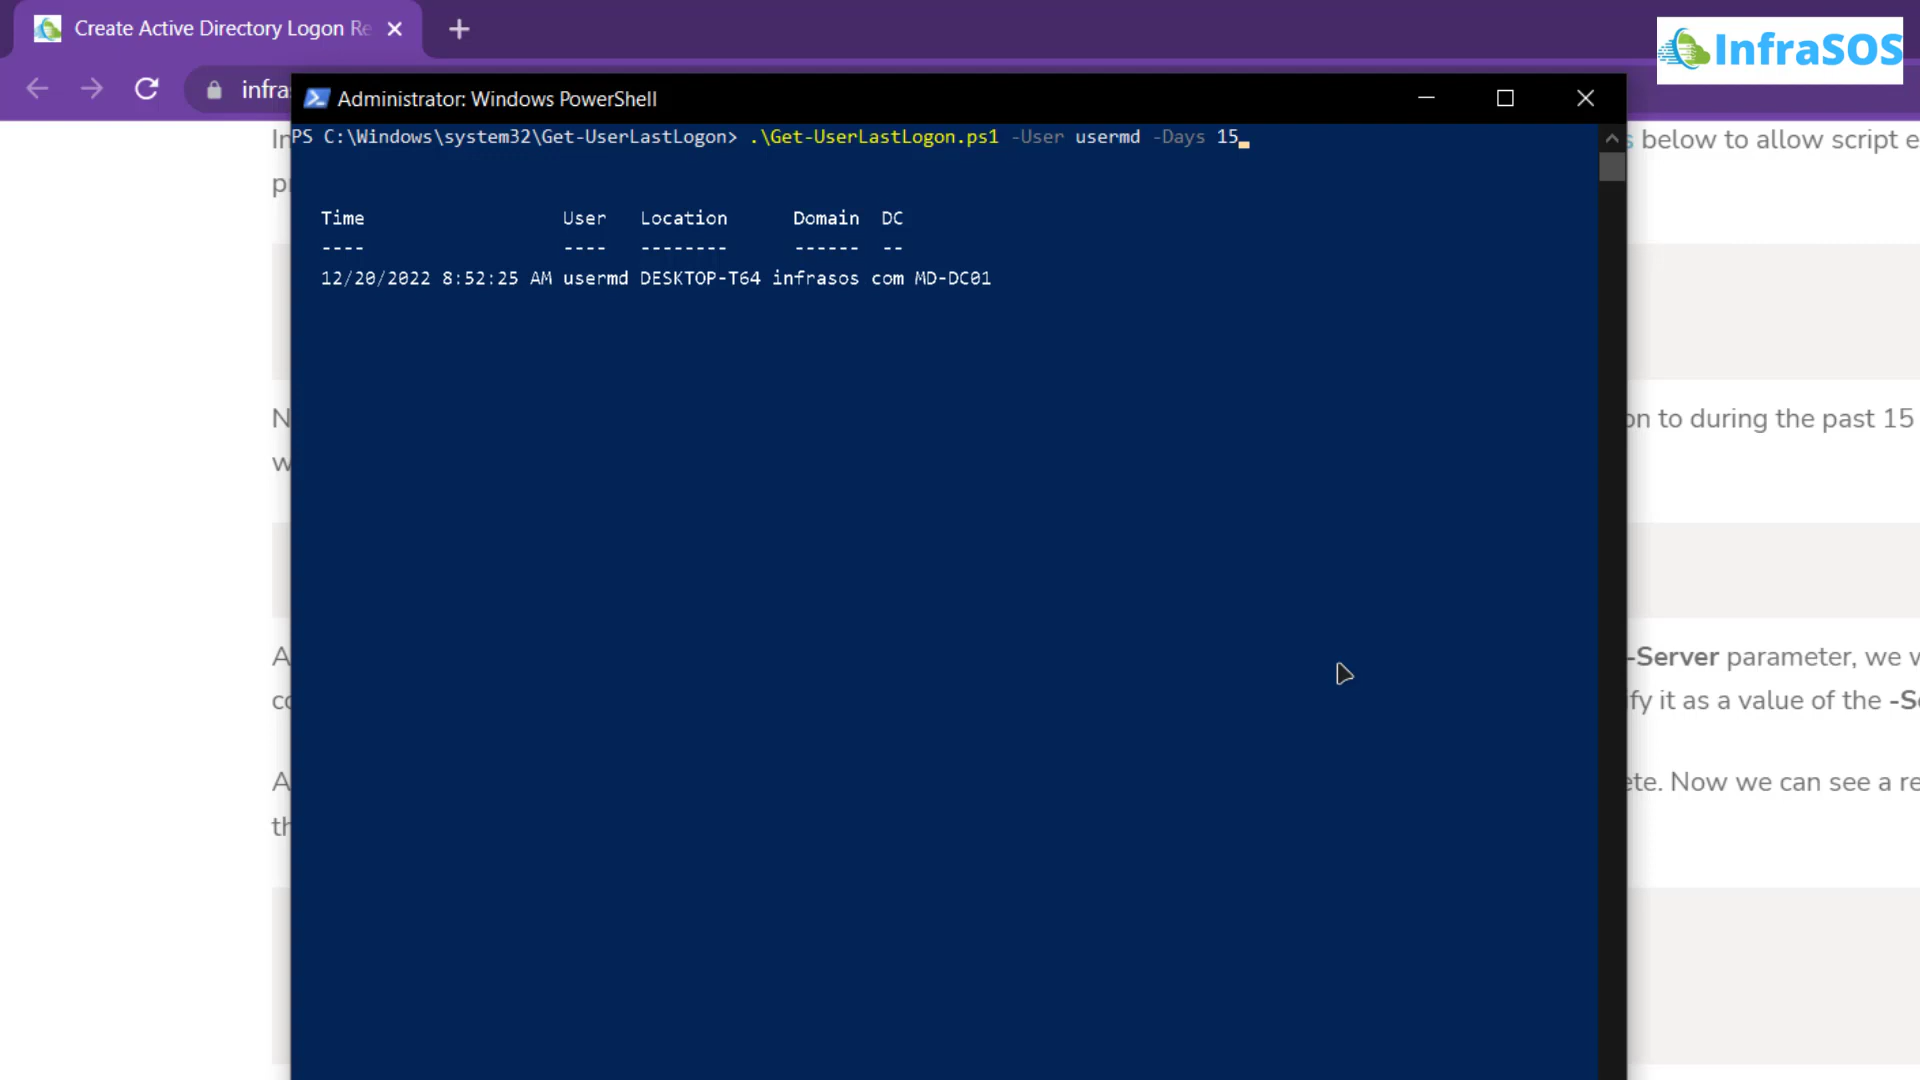 Create Active Directory Logon Re
InfraSOS
infra
Administrator: Windows PowerShell
PS C:\Windows\system32\Get-UserLastLogon> .\Get-UserLastLogon.ps1 -User usermd -Days 15
below to allow script e
Time User Location Domain DC
---- ---- -------- ------ --
12/20/2022 8:52:25 AM usermd DESKTOP-T64 infrasos com MD-DC01
on to during the past 15
-Server parameter, we w
fy it as a value of the -Se
ete. Now we can see a re